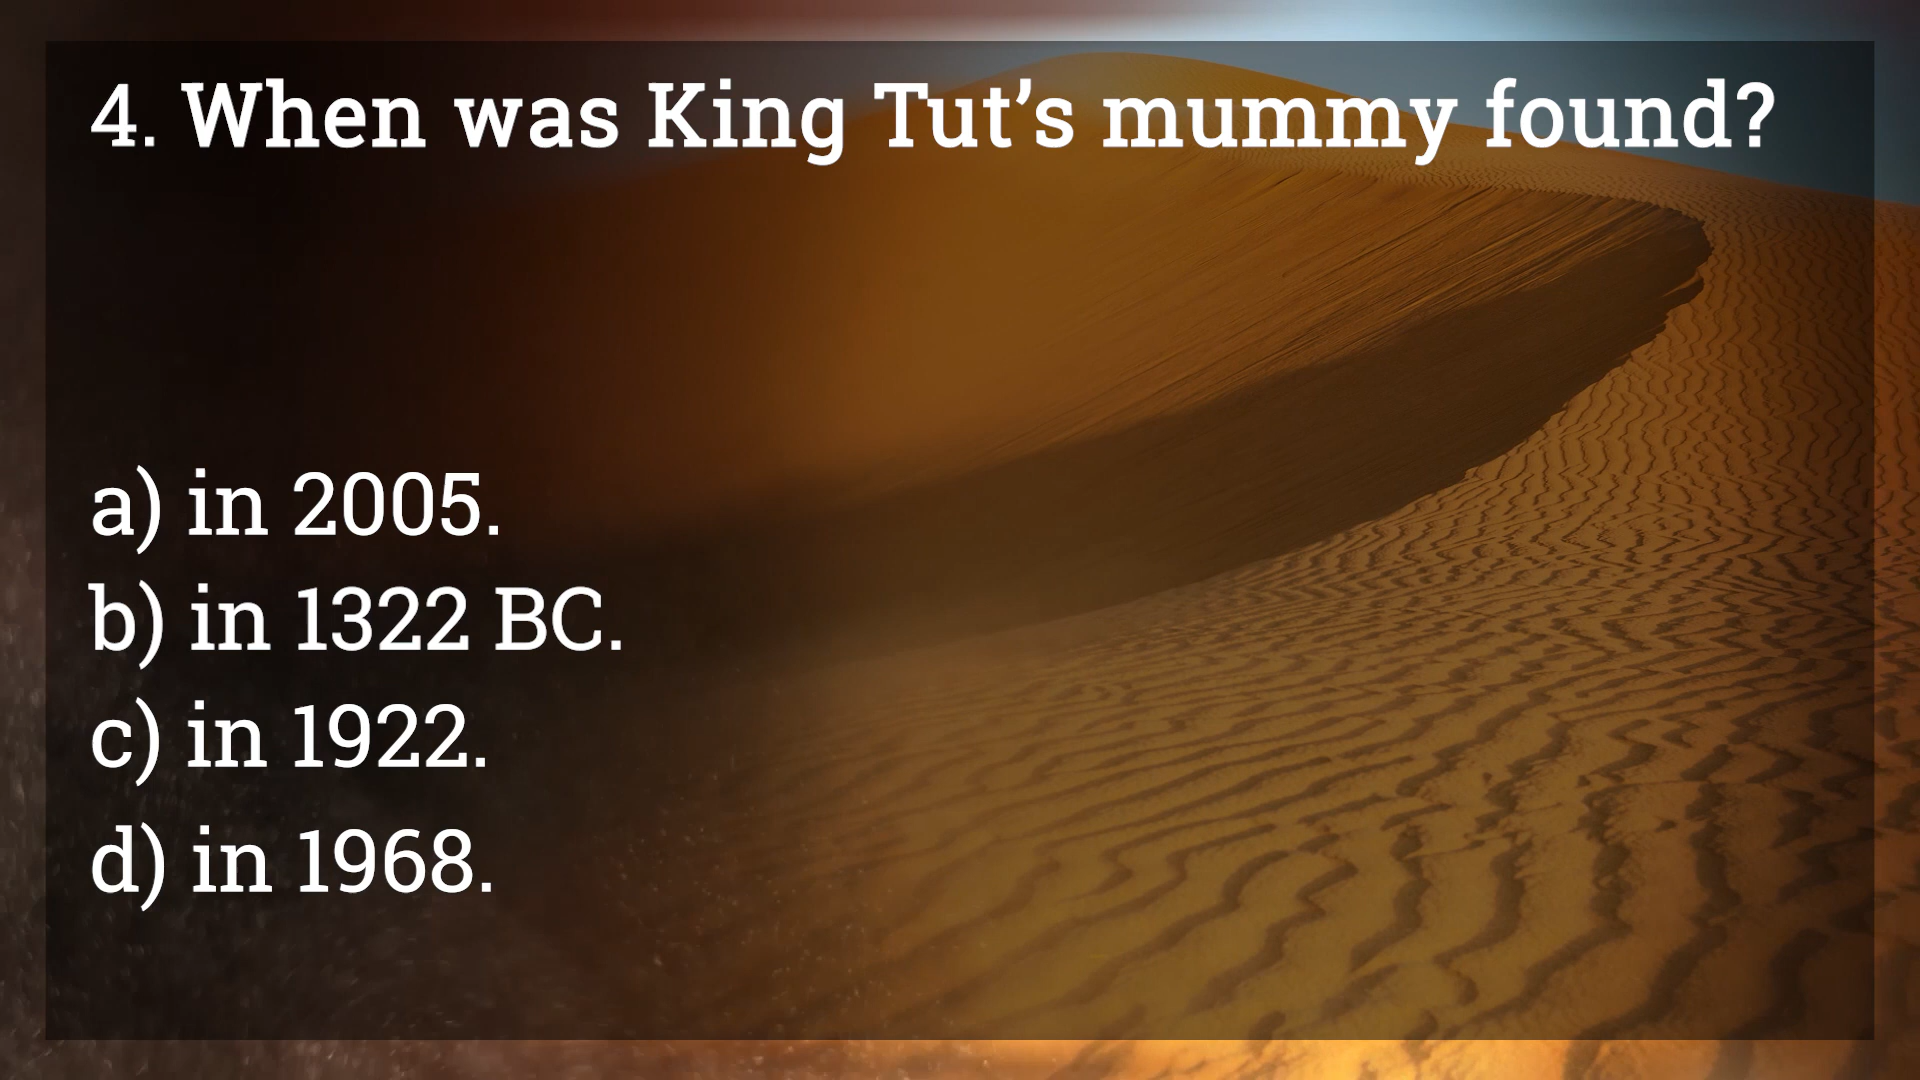 4. When was King Tut’s mummy found?
a) in 2005.
b) in 1322 BC.
c) in 1922.
d) in 1968.